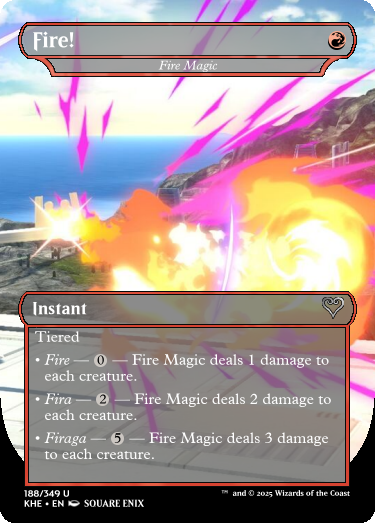 Fire!
Fire Magic
Instant
Tiered
• Fire — 0 — Fire Magic deals 1 damage to
each creature.
• Fira — 2 — Fire Magic deals 2 damage to
each creature.
• Firaga — 5 — Fire Magic deals 3 damage
to each creature.
188/349 U
KHE • EN SQUARE ENIX
™ and © 2025 Wizards of the Coast